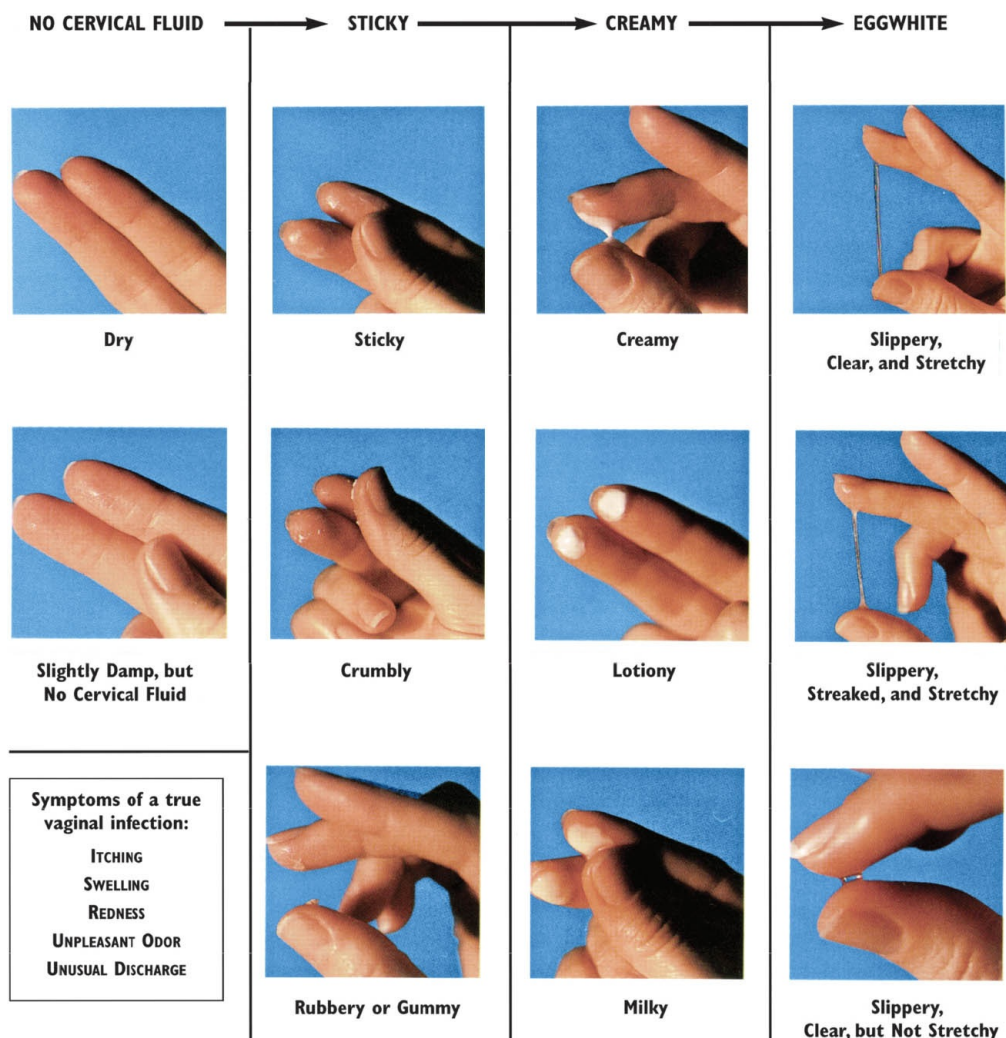 NO CERVICAL FLUID
STICKY
CREAMY
EGGWHITE
Dry
Sticky
Creamy
Slippery,
Clear, and Stretchy
Slightly Damp, but
No Cervical Fluid
Crumbly
Lotiony
Slippery,
Streaked, and Stretchy
Symptoms of a true
vaginal infection:
ITCHING
SWELLING
REDNESS
UNPLEASANT ODOR
UNUSUAL DISCHARGE
Rubbery or Gummy
Milky
Slippery,
Clear, but Not Stretchy